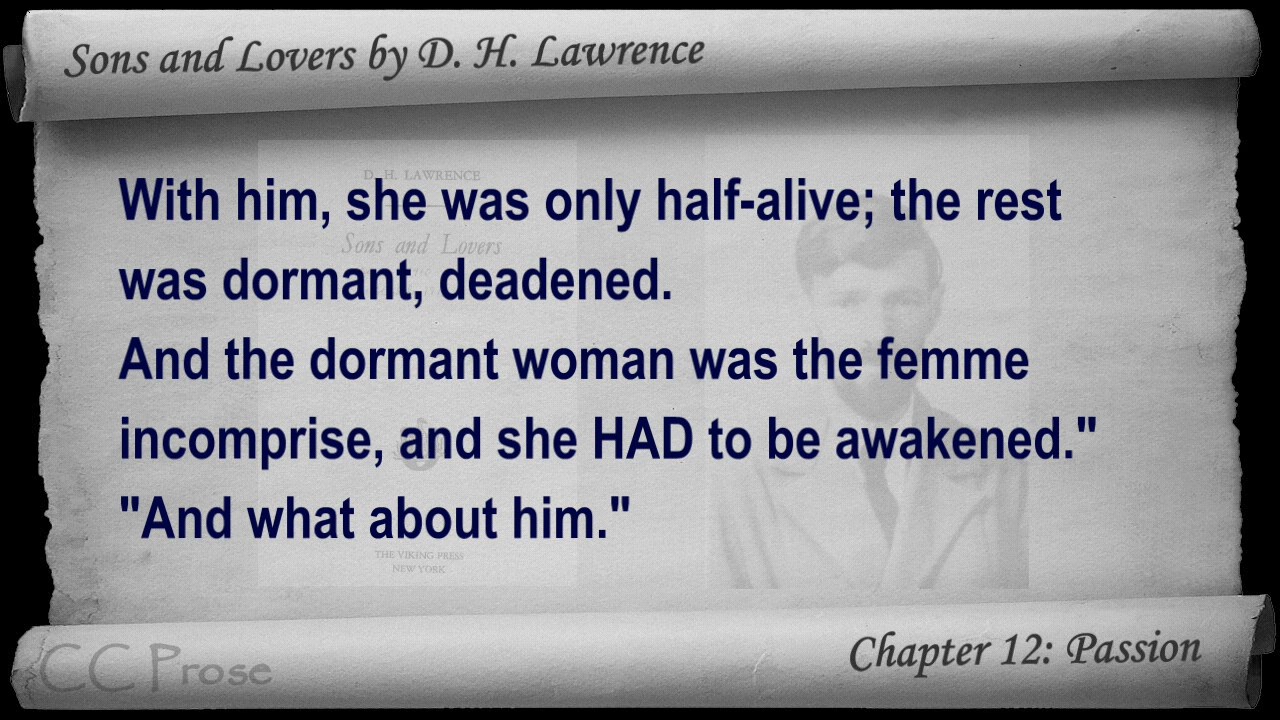 Sons and Lovers by D. H. Lawrence
D. H. LAWRENCE
With him, she was only half-alive; the rest
Sons and Lovers
was dormant, deadened.
And the dormant woman was the femme
incomprise, and she HAD to be awakened."
"And what about him."
THE VIKING PRESS
NEW YORK
Chapter 12: Passion
CC Prose